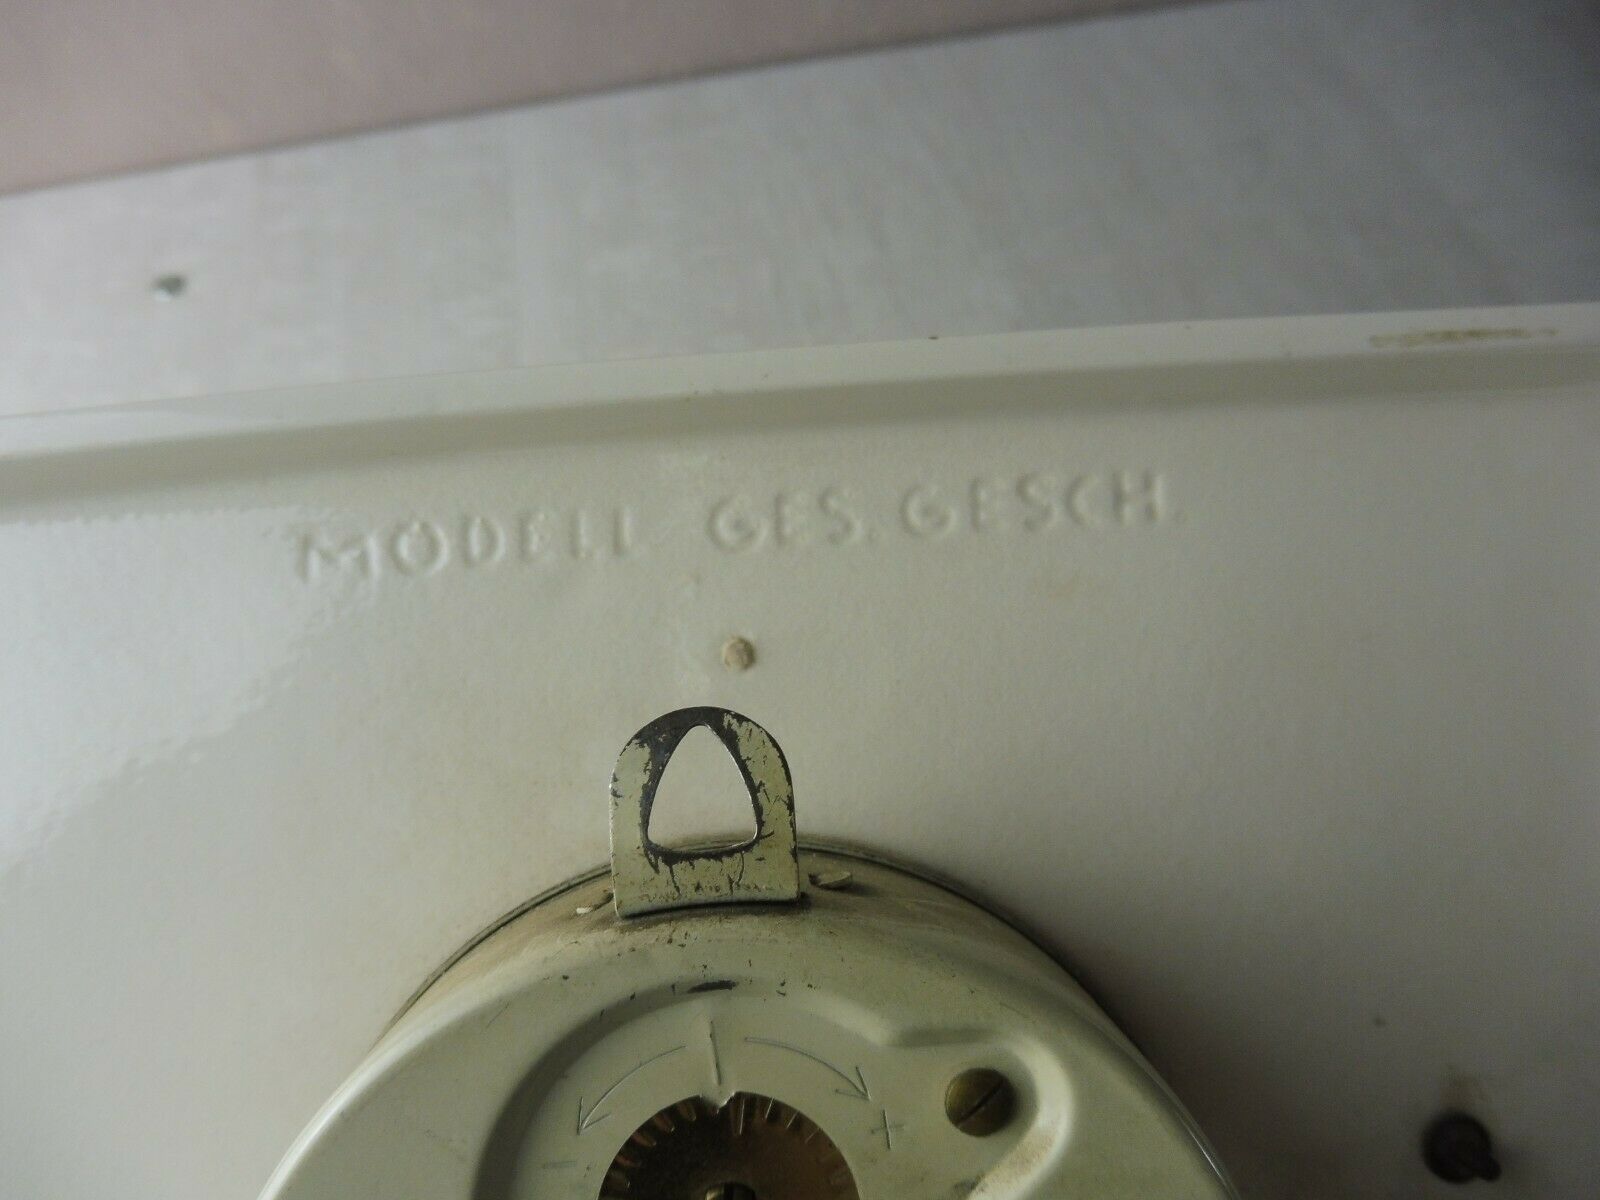 MODELL GES. GESCH.
- +